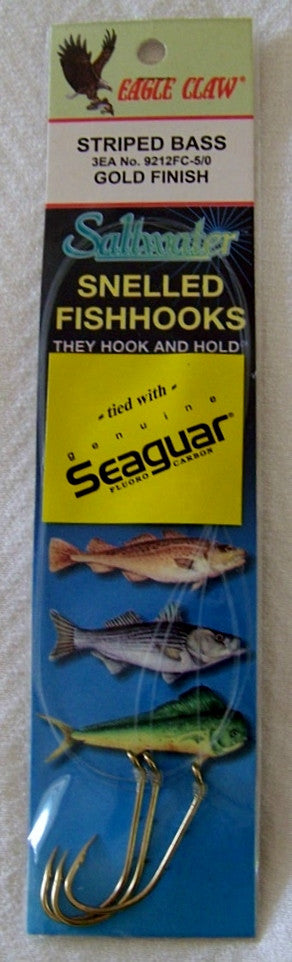 EAGLE CLAW®
STRIPED BASS
3EA No. 9212FC-5/0
GOLD FINISH
Saltwater
SNELLED
FISHHOOKS
THEY HOOK AND HOLD
- tied with -
genuine
Seaguar®
FLUORO CARBON